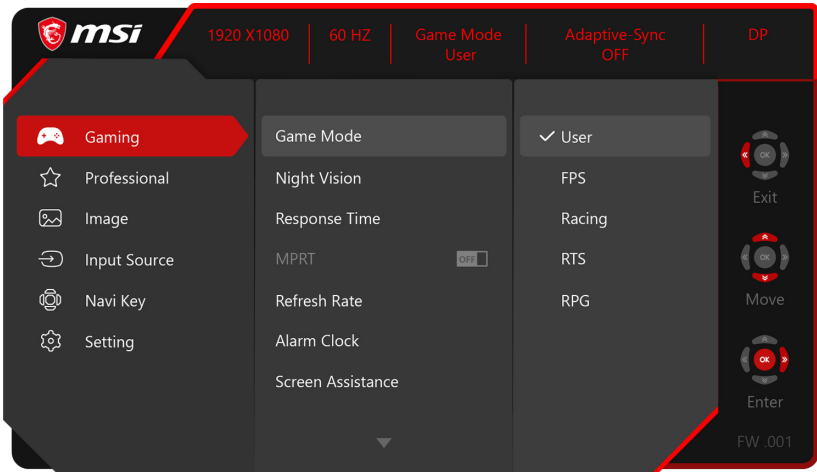 msi
1920 X1080
60 HZ
Game Mode
User
Adaptive-Sync
OFF
DP
Gaming
Professional
Image
Input Source
Navi Key
Setting
Game Mode
Night Vision
Response Time
MPRT OFF
Refresh Rate
Alarm Clock
Screen Assistance
User
FPS
Racing
RTS
RPG
OK
Exit
OK
Move
OK
Enter
FW .001